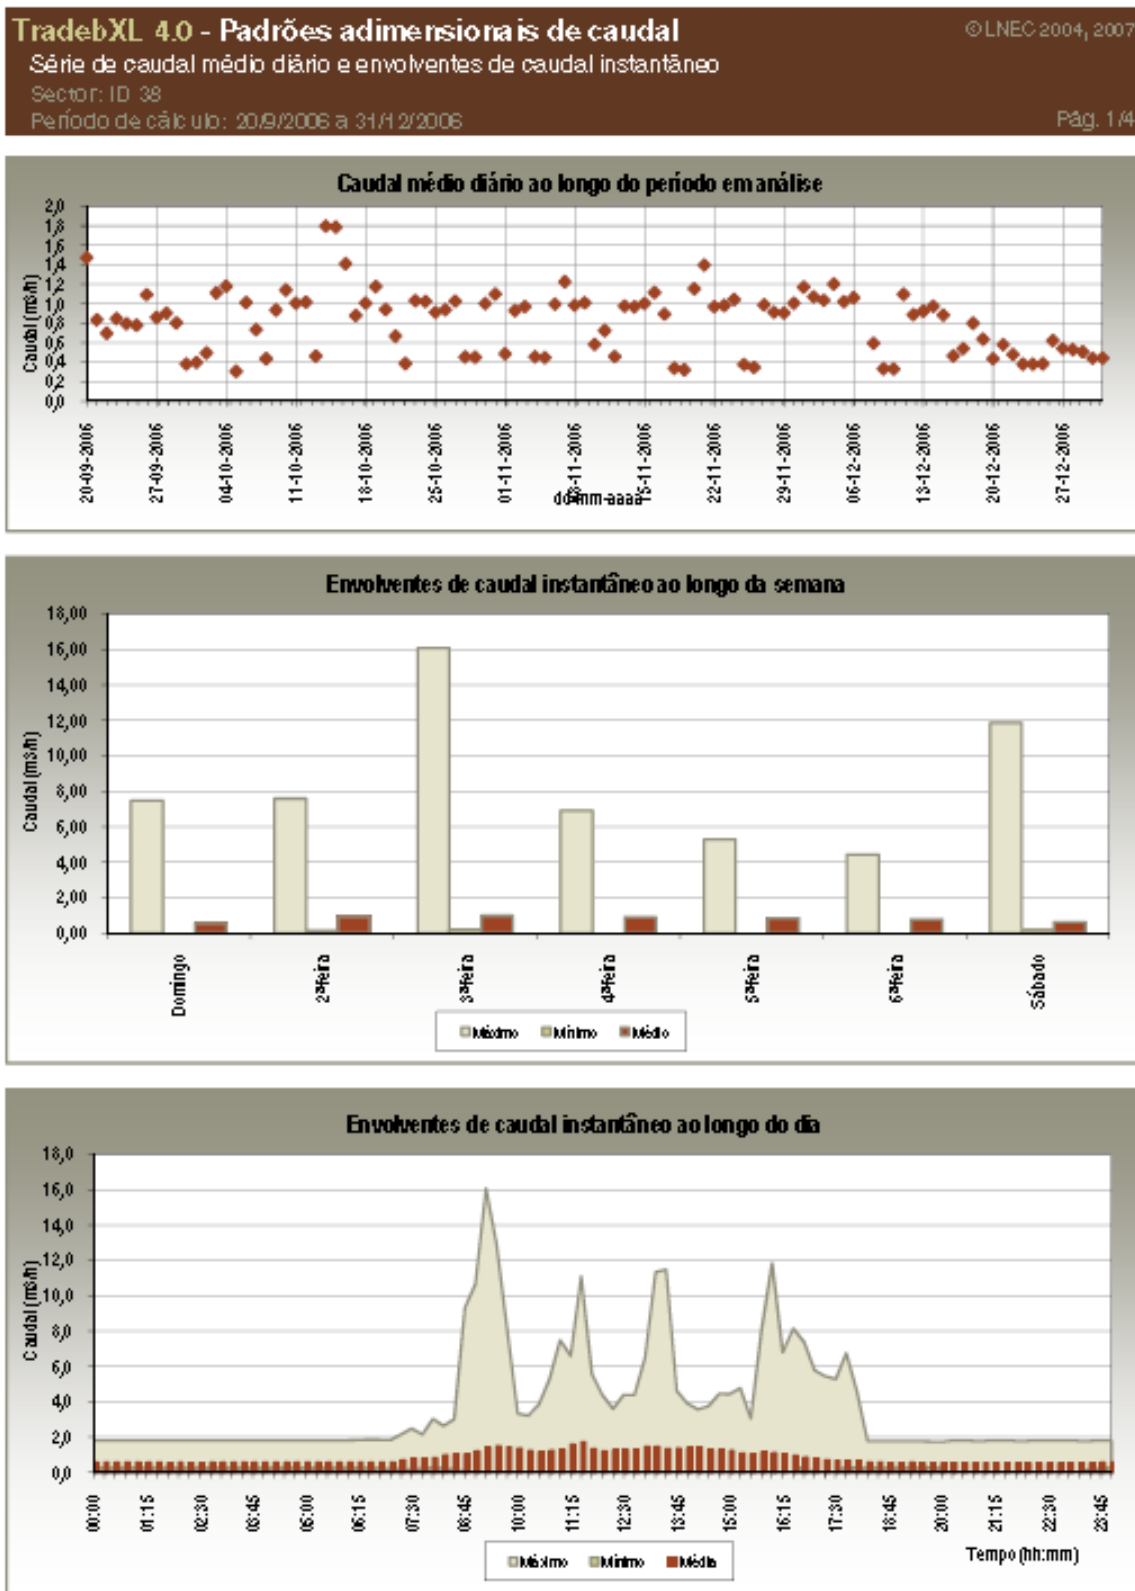 TradebXL 4.0 - Padrões adimensionais de caudal
© LNEC 2004, 2007
Série de caudal médio diário e envolventes de caudal instantâneo
Sector: ID 38
Período de cálculo: 20/9/2006 a 31/12/2006
Pág. 1/4
Caudal médio diário ao longo do período em análise
Caudal (m3/h)
2,0
1,8
1,6
1,4
1,2
1,0
0,8
0,6
0,4
0,2
0,0
20-09-2006
27-09-2006
04-10-2006
11-10-2006
18-10-2006
25-10-2006
01-11-2006
08-11-2006
15-11-2006
22-11-2006
29-11-2006
06-12-2006
13-12-2006
20-12-2006
27-12-2006
dd-mm-aaaa
Envolventes de caudal instantâneo ao longo da semana
Caudal (m3/h)
18,00
16,00
14,00
12,00
10,00
8,00
6,00
4,00
2,00
0,00
Domingo
2ªfeira
3ªfeira
4ªfeira
5ªfeira
6ªfeira
Sábado
Máximo Mínimo Médio
Envolventes de caudal instantâneo ao longo do dia
Caudal (m3/h)
18,0
16,0
14,0
12,0
10,0
8,0
6,0
4,0
2,0
0,0
00:00
01:15
02:30
03:45
05:00
06:15
07:30
08:45
10:00
11:15
12:30
13:45
15:00
16:15
17:30
18:45
20:00
21:15
22:30
23:45
Tempo (hh:mm)
Máximo Mínimo Média